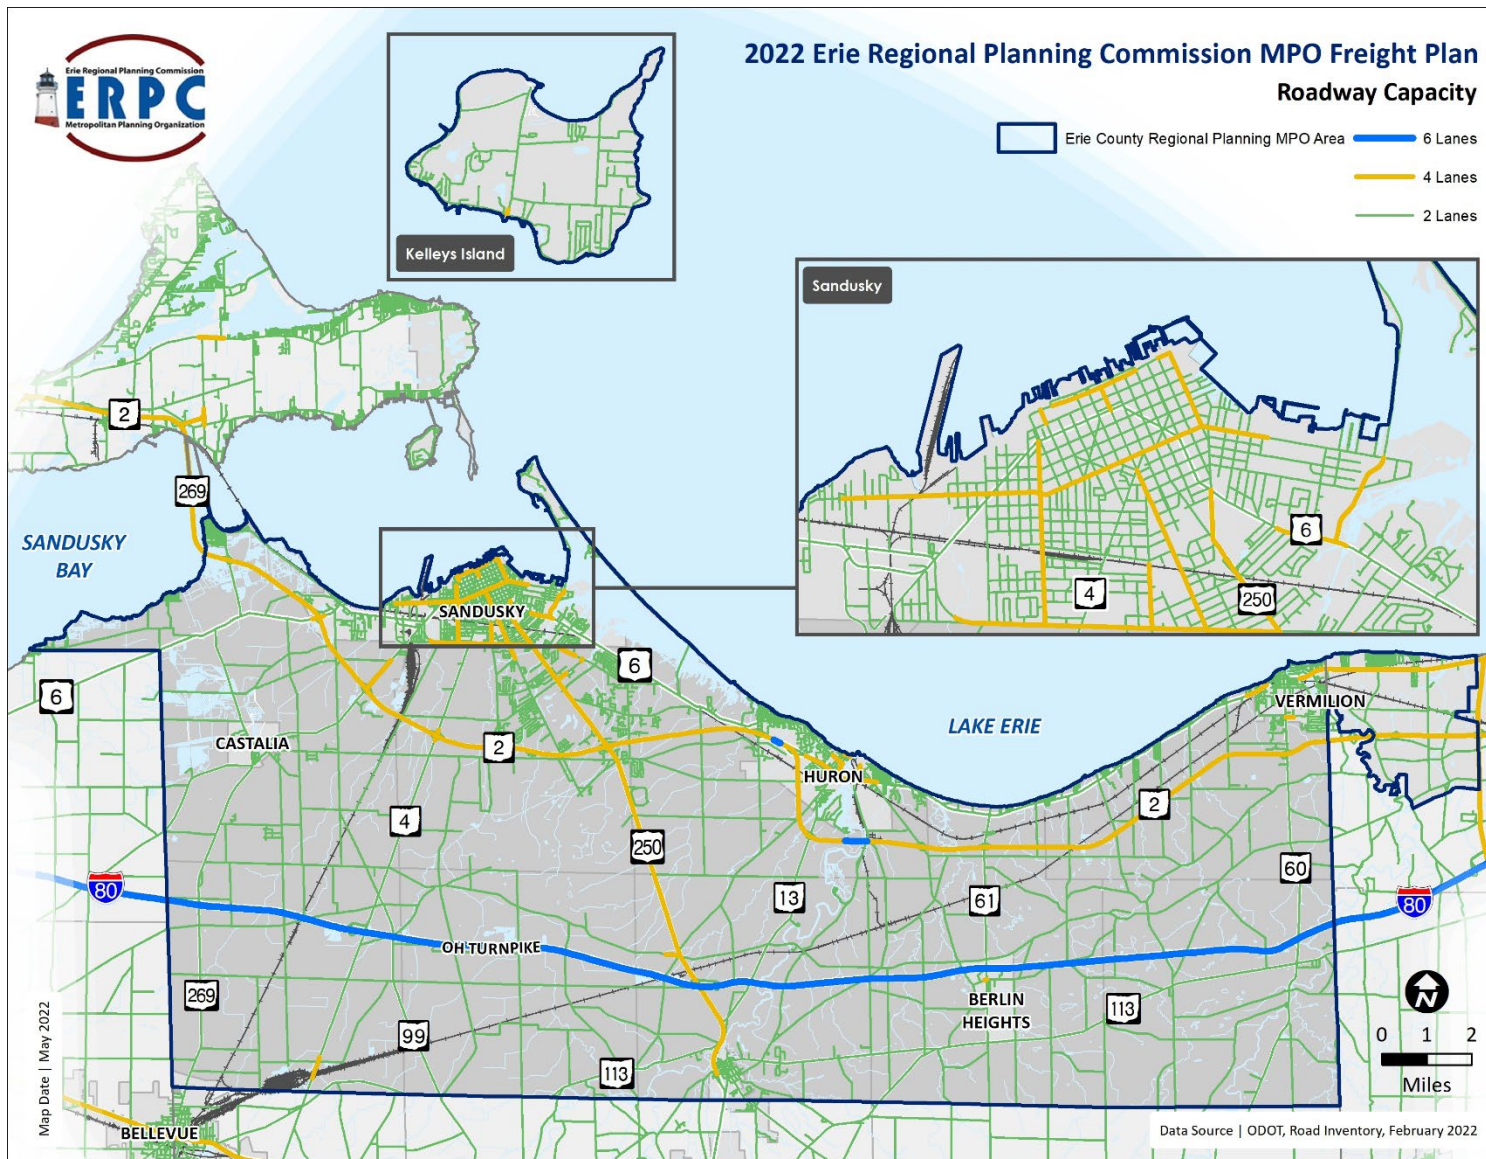 Erie Regional Planning Commission
ERPC
Metropolitan Planning Organization
2022 Erie Regional Planning Commission MPO Freight Plan
Roadway Capacity
Erie County Regional Planning MPO Area
6 Lanes
4 Lanes
2 Lanes
Kelleys Island
Sandusky
6
4
250
2
269
SANDUSKY
BAY
SANDUSKY
6
6
LAKE ERIE
VERMILION
CASTALIA
2
HURON
2
4
250
60
80
13
61
80
OH TURNPIKE
269
BERLIN
HEIGHTS
113
99
113
BELLEVUE
N
0 1 2
Miles
Map Date | May 2022
Data Source | ODOT, Road Inventory, February 2022